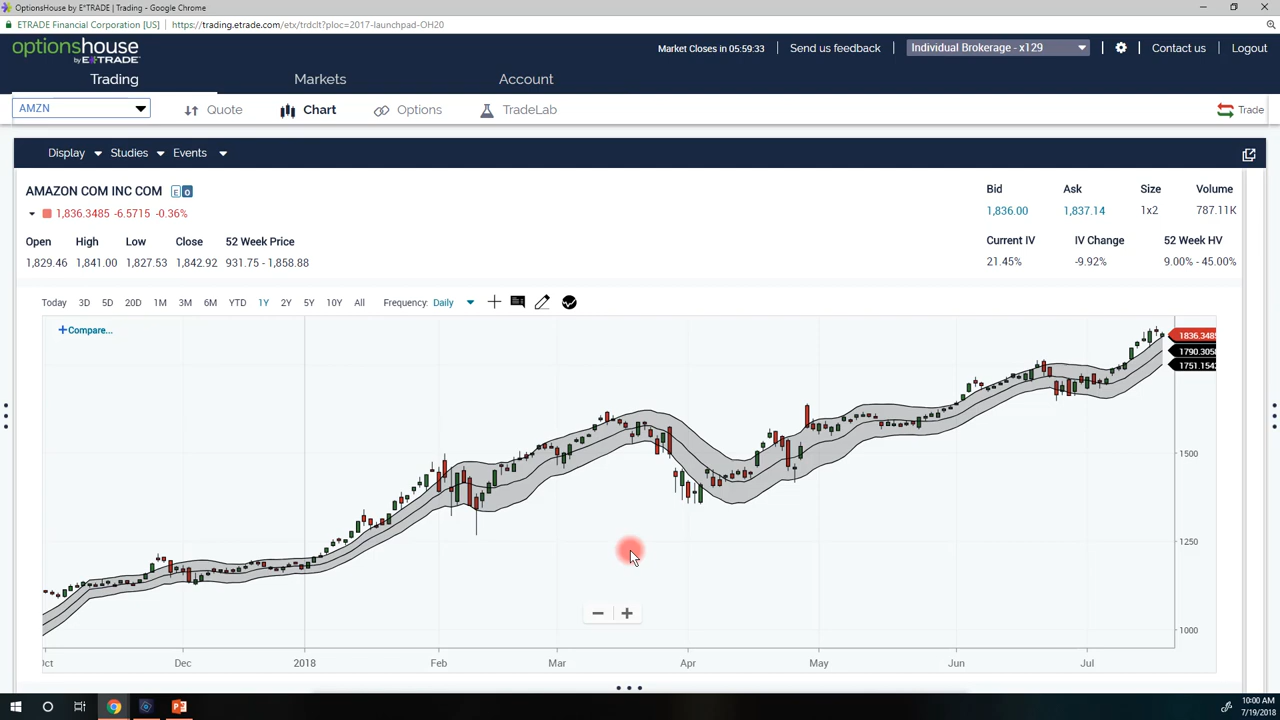 OptionsHouse by E*TRADE | Trading - Google Chrome
ETRADE Financial Corporation [US] https://trading.etrade.com/etx/trdclt?ploc=2017-launchpad-OH20
optionshouse
by E*TRADE
Market Closes in 05:59:33 Send us feedback Individual Brokerage - x129 Contact us Logout
Trading Markets Account
AMZN Quote Chart Options TradeLab Trade
Display Studies Events
AMAZON COM INC COM E O
1,836.3485 -6.5715 -0.36%
Open High Low Close 52 Week Price
1,829.46 1,841.00 1,827.53 1,842.92 931.75 - 1,858.88
Bid Ask Size Volume
1,836.00 1,837.14 1x2 787.11K
Current IV IV Change 52 Week HV
21.45% -9.92% 9.00% - 45.00%
Today 3D 5D 20D 1M 3M 6M YTD 1Y 2Y 5Y 10Y All Frequency: Daily
+Compare...
1836.3485
1790.305
1751.154
1500
1250
1000
Dec 2018 Feb Mar Apr May Jun Jul
10:00 AM
7/19/2018